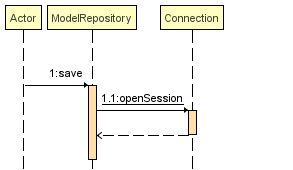 Actor ModelRepository Connection
1:save
1.1:openSession